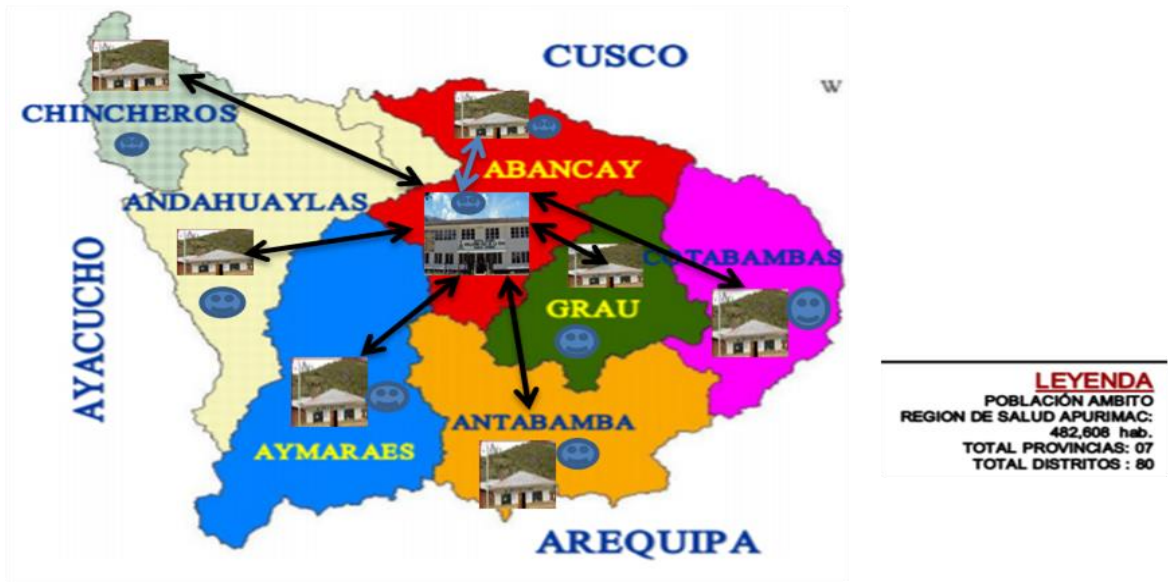 CUSCO
W
CHINCHEROS
ABANCAY
ANDAHUAYLAS
COTABAMBAS
AYACUCHO
GRAU
ANTABAMBA
AYMARAES
AREQUIPA
LEYENDA
POBLACIÓN AMBITO
REGION DE SALUD APURIMAC:
482,608 hab.
TOTAL PROVINCIAS: 07
TOTAL DISTRITOS : 80